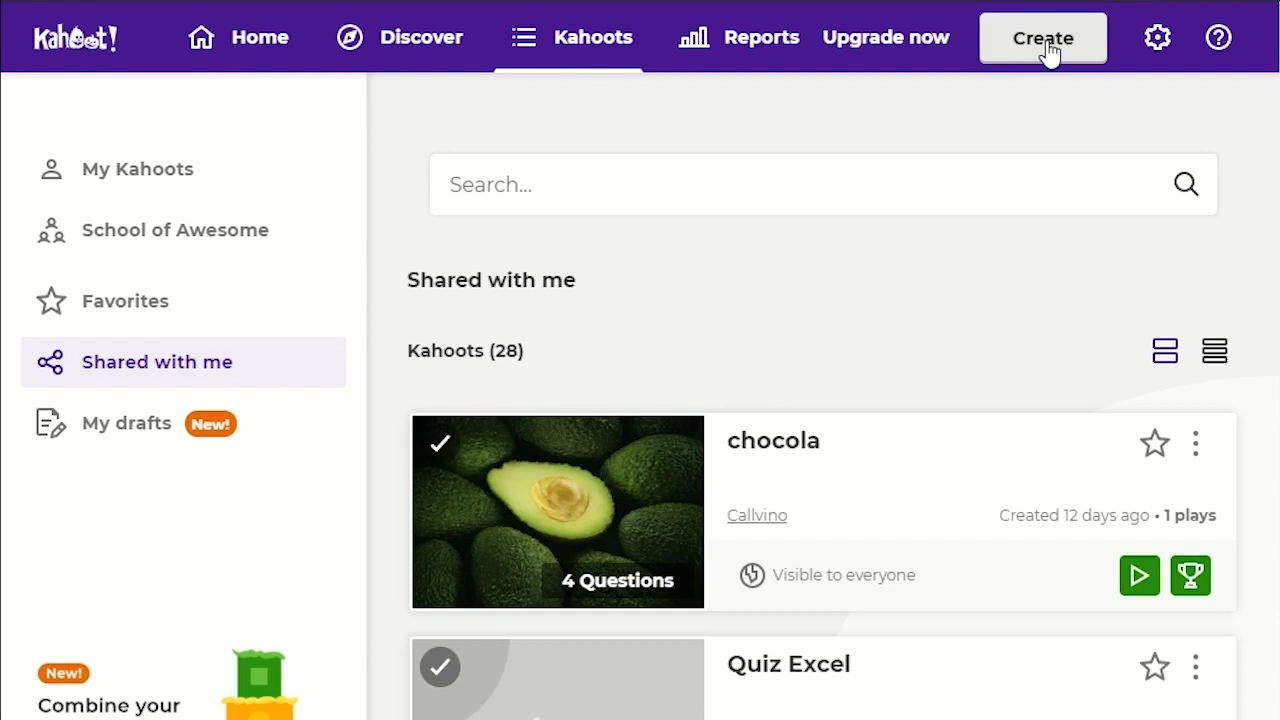 Kahoot!
Home
Discover
Kahoots
Reports
Upgrade now
Create
My Kahoots
School of Awesome
Favorites
Shared with me
My drafts New!
New!
Combine your
Search...
Shared with me
Kahoots (28)
4 Questions
chocola
Callvino
Created 12 days ago • 1 plays
Visible to everyone
Quiz Excel